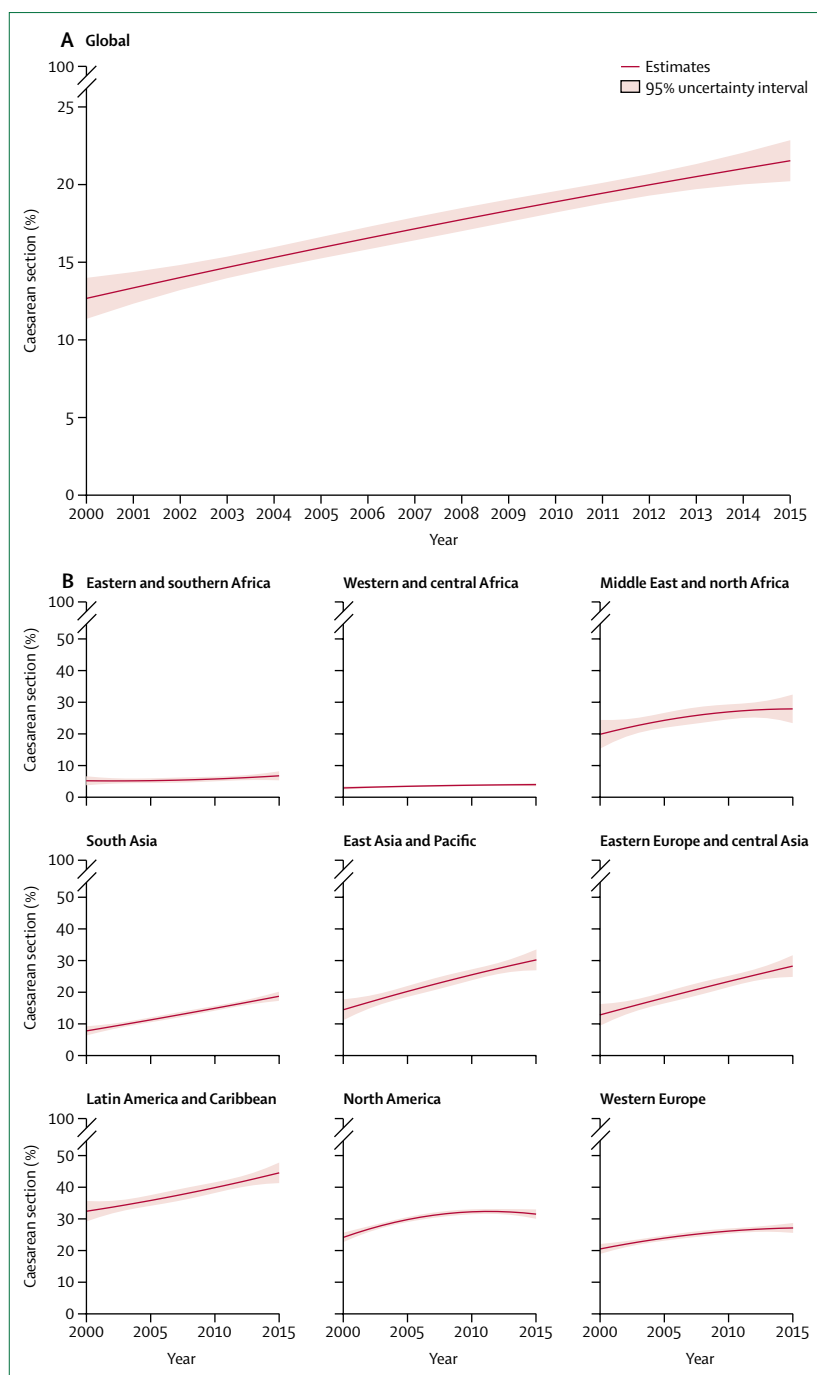 A Global
Estimates
95% uncertainty interval
100
25
20
15
10
5
0
Caesarean section (%)
2000 2001 2002 2003 2004 2005 2006 2007 2008 2009 2010 2011 2012 2013 2014 2015
Year
B Eastern and southern Africa
Western and central Africa
Middle East and north Africa
100
50
40
30
20
10
0
Caesarean section (%)
South Asia
East Asia and Pacific
Eastern Europe and central Asia
100
50
40
30
20
10
0
Caesarean section (%)
Latin America and Caribbean
North America
Western Europe
100
50
40
30
20
10
0
Caesarean section (%)
2000 2005 2010 2015
Year
2000 2005 2010 2015
Year
2000 2005 2010 2015
Year